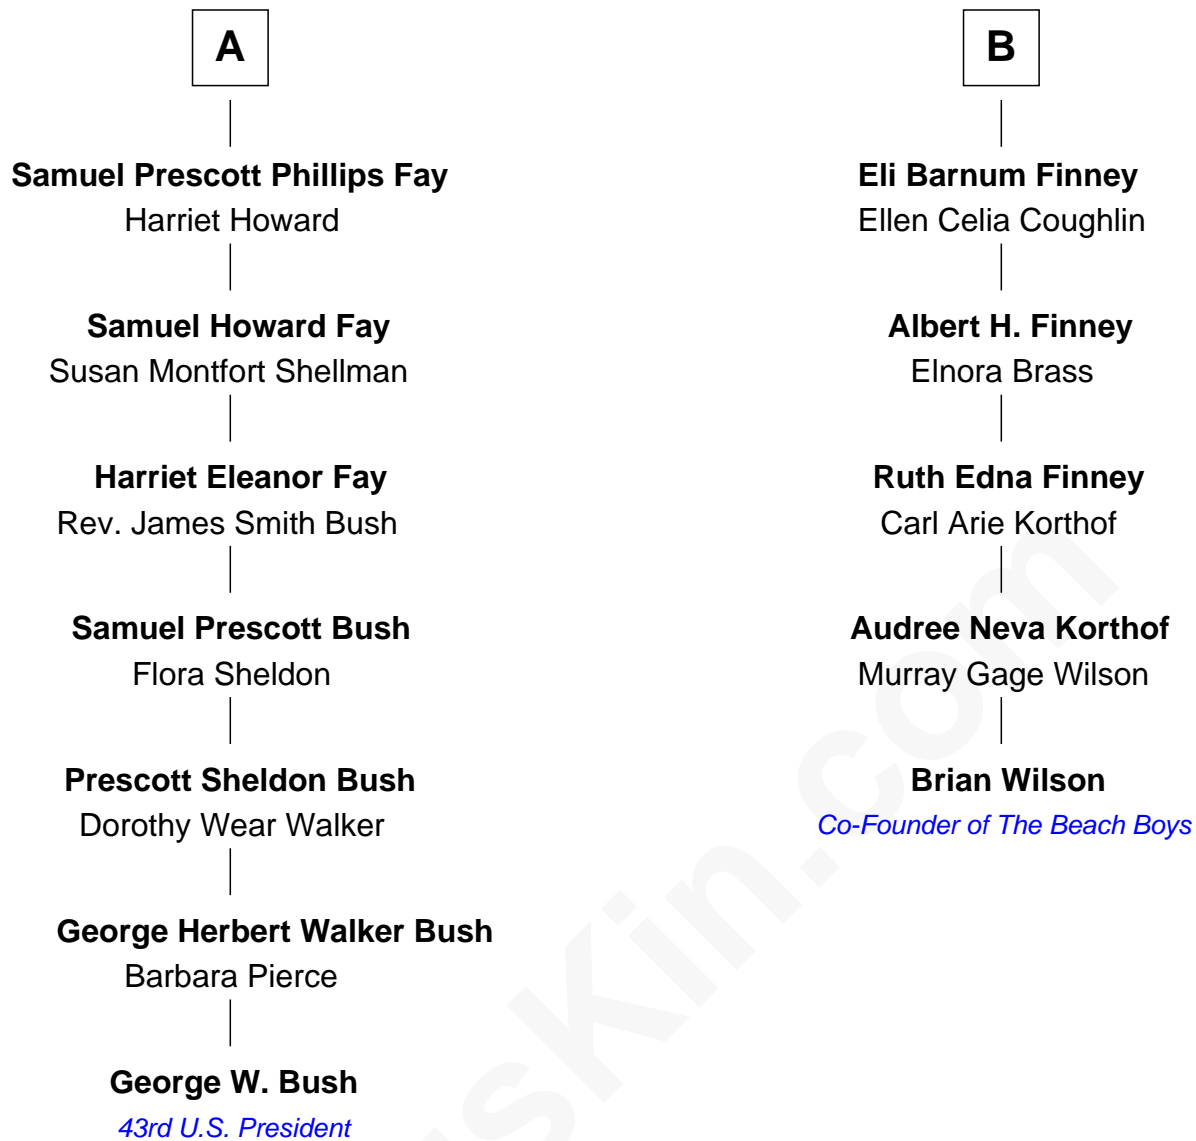 A
Samuel Prescott Phillips Fay
Harriet Howard
Samuel Howard Fay
Susan Montfort Shellman
Harriet Eleanor Fay
Rev. James Smith Bush
Samuel Prescott Bush
Flora Sheldon
Prescott Sheldon Bush
Dorothy Wear Walker
George Herbert Walker Bush
Barbara Pierce
George W. Bush
43rd U.S. President
B
Eli Barnum Finney
Ellen Celia Coughlin
Albert H. Finney
Elnora Brass
Ruth Edna Finney
Carl Arie Korthof
Audree Neva Korthof
Murray Gage Wilson
Brian Wilson
Co-Founder of The Beach Boys
sKin.com